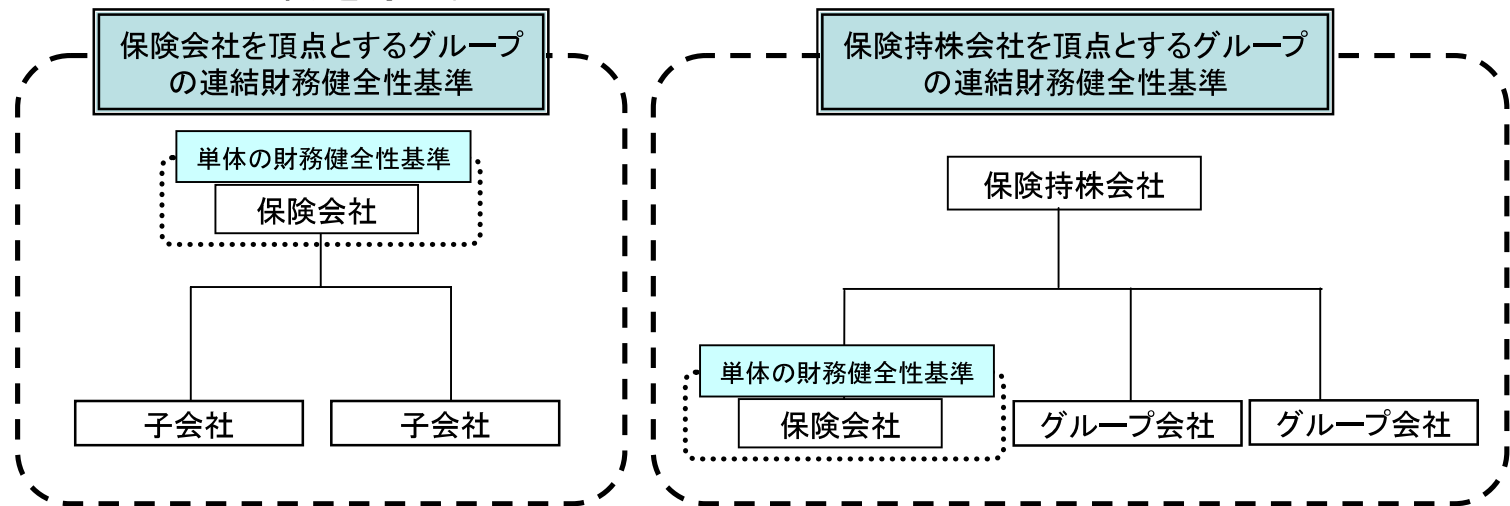 保険会社を頂点とするグループ
の連結財務健全性基準
単体の財務健全性基準
保険会社
子会社
子会社
保険持株会社を頂点とするグループ
の連結財務健全性基準
保険持株会社
単体の財務健全性基準
保険会社
グループ会社
グループ会社